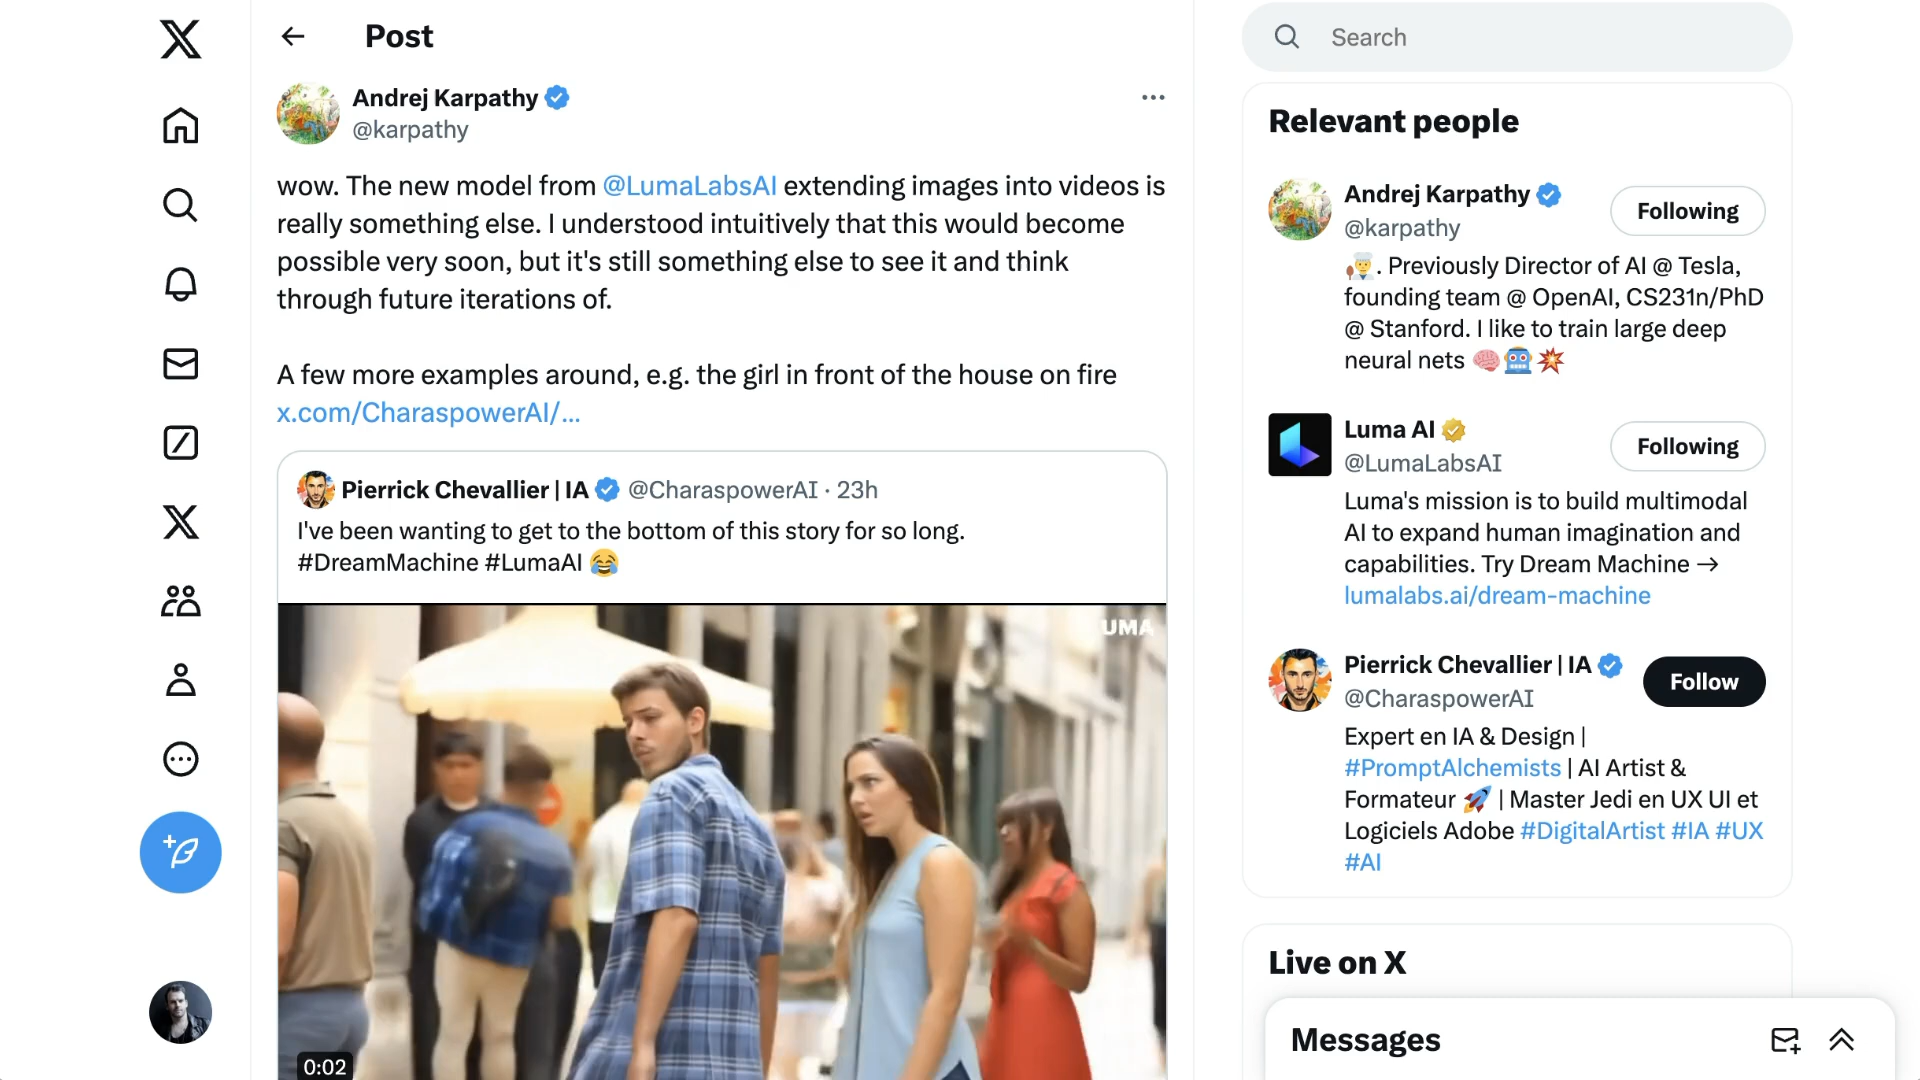 Post
Andrej Karpathy
@karpathy
wow. The new model from @LumaLabsAI extending images into videos is
really something else. I understood intuitively that this would become
possible very soon, but it's still something else to see it and think
through future iterations of.
A few more examples around, e.g. the girl in front of the house on fire
x.com/CharaspowerAI/…
Pierrick Chevallier | IA @CharaspowerAI · 23h
I've been wanting to get to the bottom of this story for so long.
#DreamMachine #LumaAI 😂
UMA
0:02
Search
Relevant people
Andrej Karpathy
@karpathy
Following
🧑‍🍳. Previously Director of AI @ Tesla,
founding team @ OpenAI, CS231n/PhD
@ Stanford. I like to train large deep
neural nets 🧠🤖💥
Luma AI
@LumaLabsAI
Following
Luma's mission is to build multimodal
AI to expand human imagination and
capabilities. Try Dream Machine →
lumalabs.ai/dream-machine
Pierrick Chevallier | IA
@CharaspowerAI
Follow
Expert en IA & Design |
#PromptAlchemists | AI Artist &
Formateur 🚀 | Master Jedi en UX UI et
Logiciels Adobe #DigitalArtist #IA #UX
#AI
Live on X
Messages